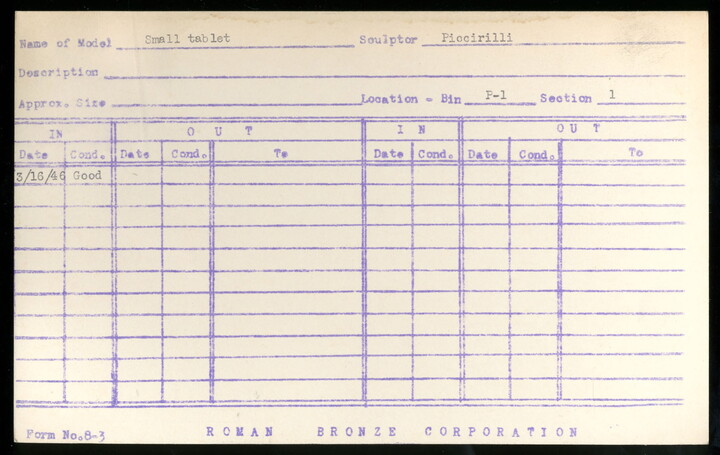 Name of Model Small tablet Sculptor Piccirilli
Description
Approx. Size Location - Bin P-1 Section 1
IN OUT IN OUT
Date Cond. Date Cond. To Date Cond. Date Cond. To
3/16/46 Good
Form No.8-3 ROMAN BRONZE CORPORATION